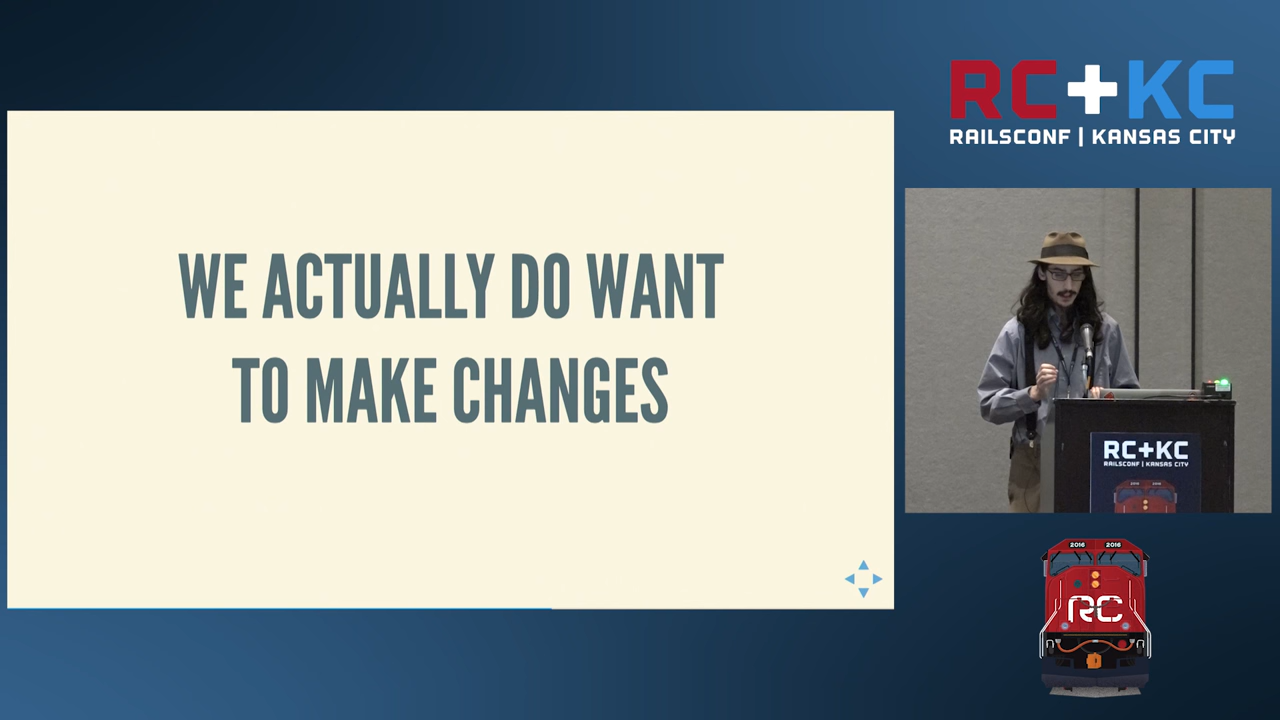 RC+KC
RAILSCONF | KANSAS CITY
WE ACTUALLY DO WANT
TO MAKE CHANGES
RC+KC
RAILSCONF | KANSAS CITY
2016 2016
RC